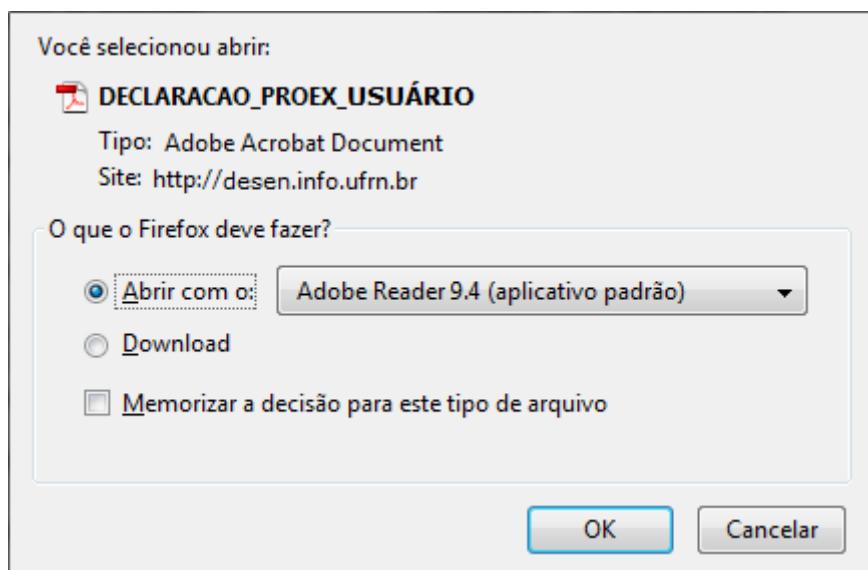 Você selecionou abrir:
DECLARACAO_PROEX_USUÁRIO
Tipo: Adobe Acrobat Document
Site: http://desen.info.ufrn.br
O que o Firefox deve fazer?
Abrir com o: Adobe Reader 9.4 (aplicativo padrão)
Download
Memorizar a decisão para este tipo de arquivo
OK Cancelar